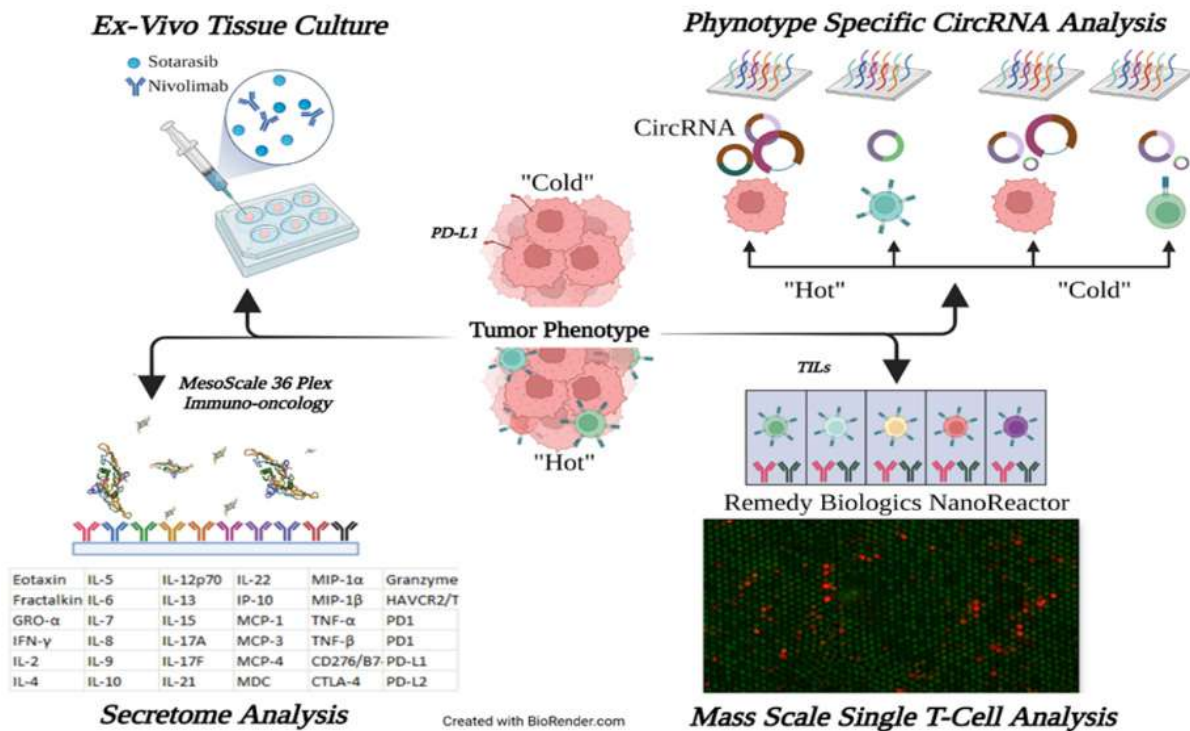 Ex-Vivo Tissue Culture
Sotarasib
Nivolimab
Phynotype Specific CircRNA Analysis
CircRNA
"Hot"
"Cold"
"Cold"
PD-L1
Tumor Phenotype
"Hot"
MesoScale 36 Plex
Immuno-oncology
Eotaxin IL-5 IL-12p70 IL-22 MIP-1α Granzyme
Fractalkin IL-6 IL-13 IP-10 MIP-1β HAVCR2/T
GRO-α IL-7 IL-15 MCP-1 TNF-α PD1
IFN-γ IL-8 IL-17A MCP-3 TNF-β PD1
IL-2 IL-9 IL-17F MCP-4 CD276/B7- PD-L1
IL-4 IL-10 IL-21 MDC CTLA-4 PD-L2
Secretome Analysis
Created with BioRender.com
TILs
Remedy Biologics NanoReactor
Mass Scale Single T-Cell Analysis